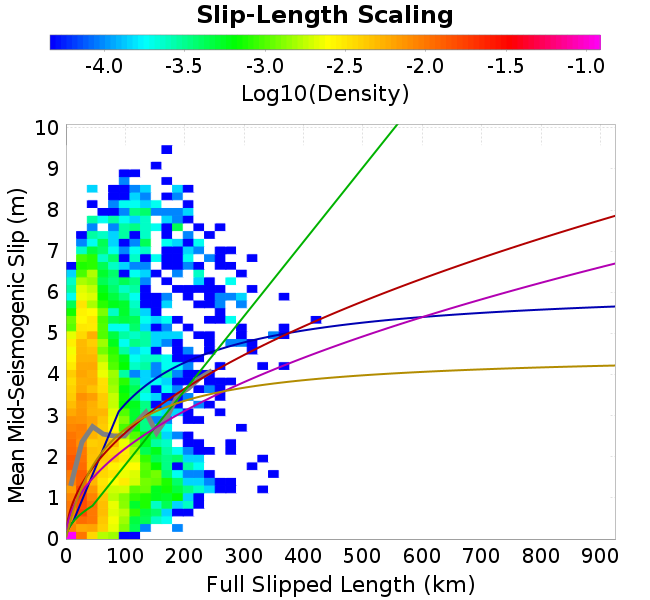 Slip-Length Scaling
-4.0 -3.5 -3.0 -2.5 -2.0 -1.5 -1.0
Log10(Density)
10
9
8
7
6
5
4
3
2
1
0
Mean Mid-Seismogenic Slip (m)
0 100 200 300 400 500 600 700 800 900
Full Slipped Length (km)